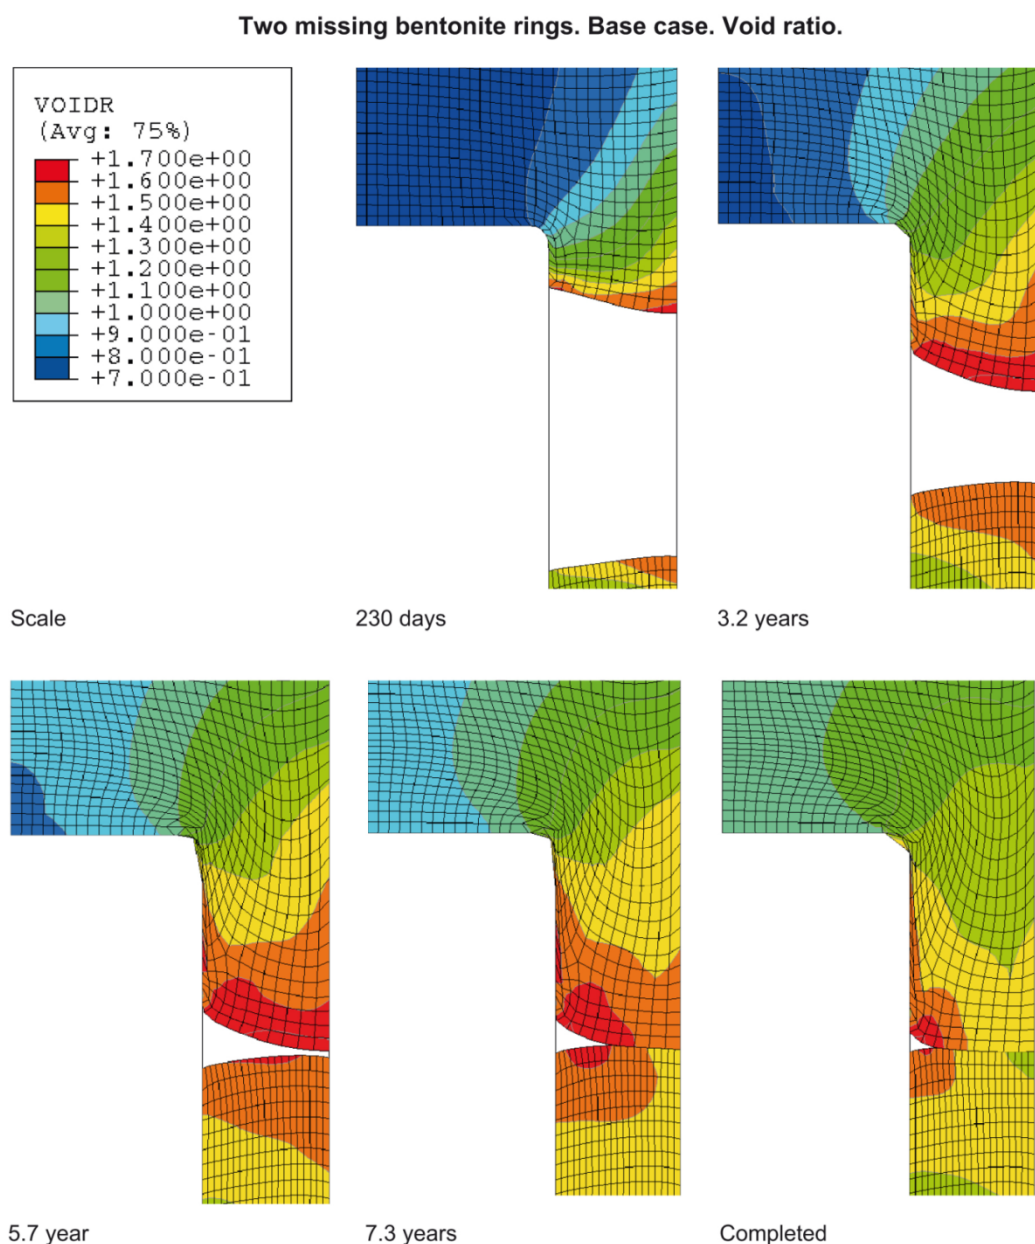 Two missing bentonite rings. Base case. Void ratio.
VOIDR
(Avg: 75%)
+1.700e+00
+1.600e+00
+1.500e+00
+1.400e+00
+1.300e+00
+1.200e+00
+1.100e+00
+1.000e+00
+9.000e-01
+8.000e-01
+7.000e-01
Scale
230 days
3.2 years
5.7 year
7.3 years
Completed